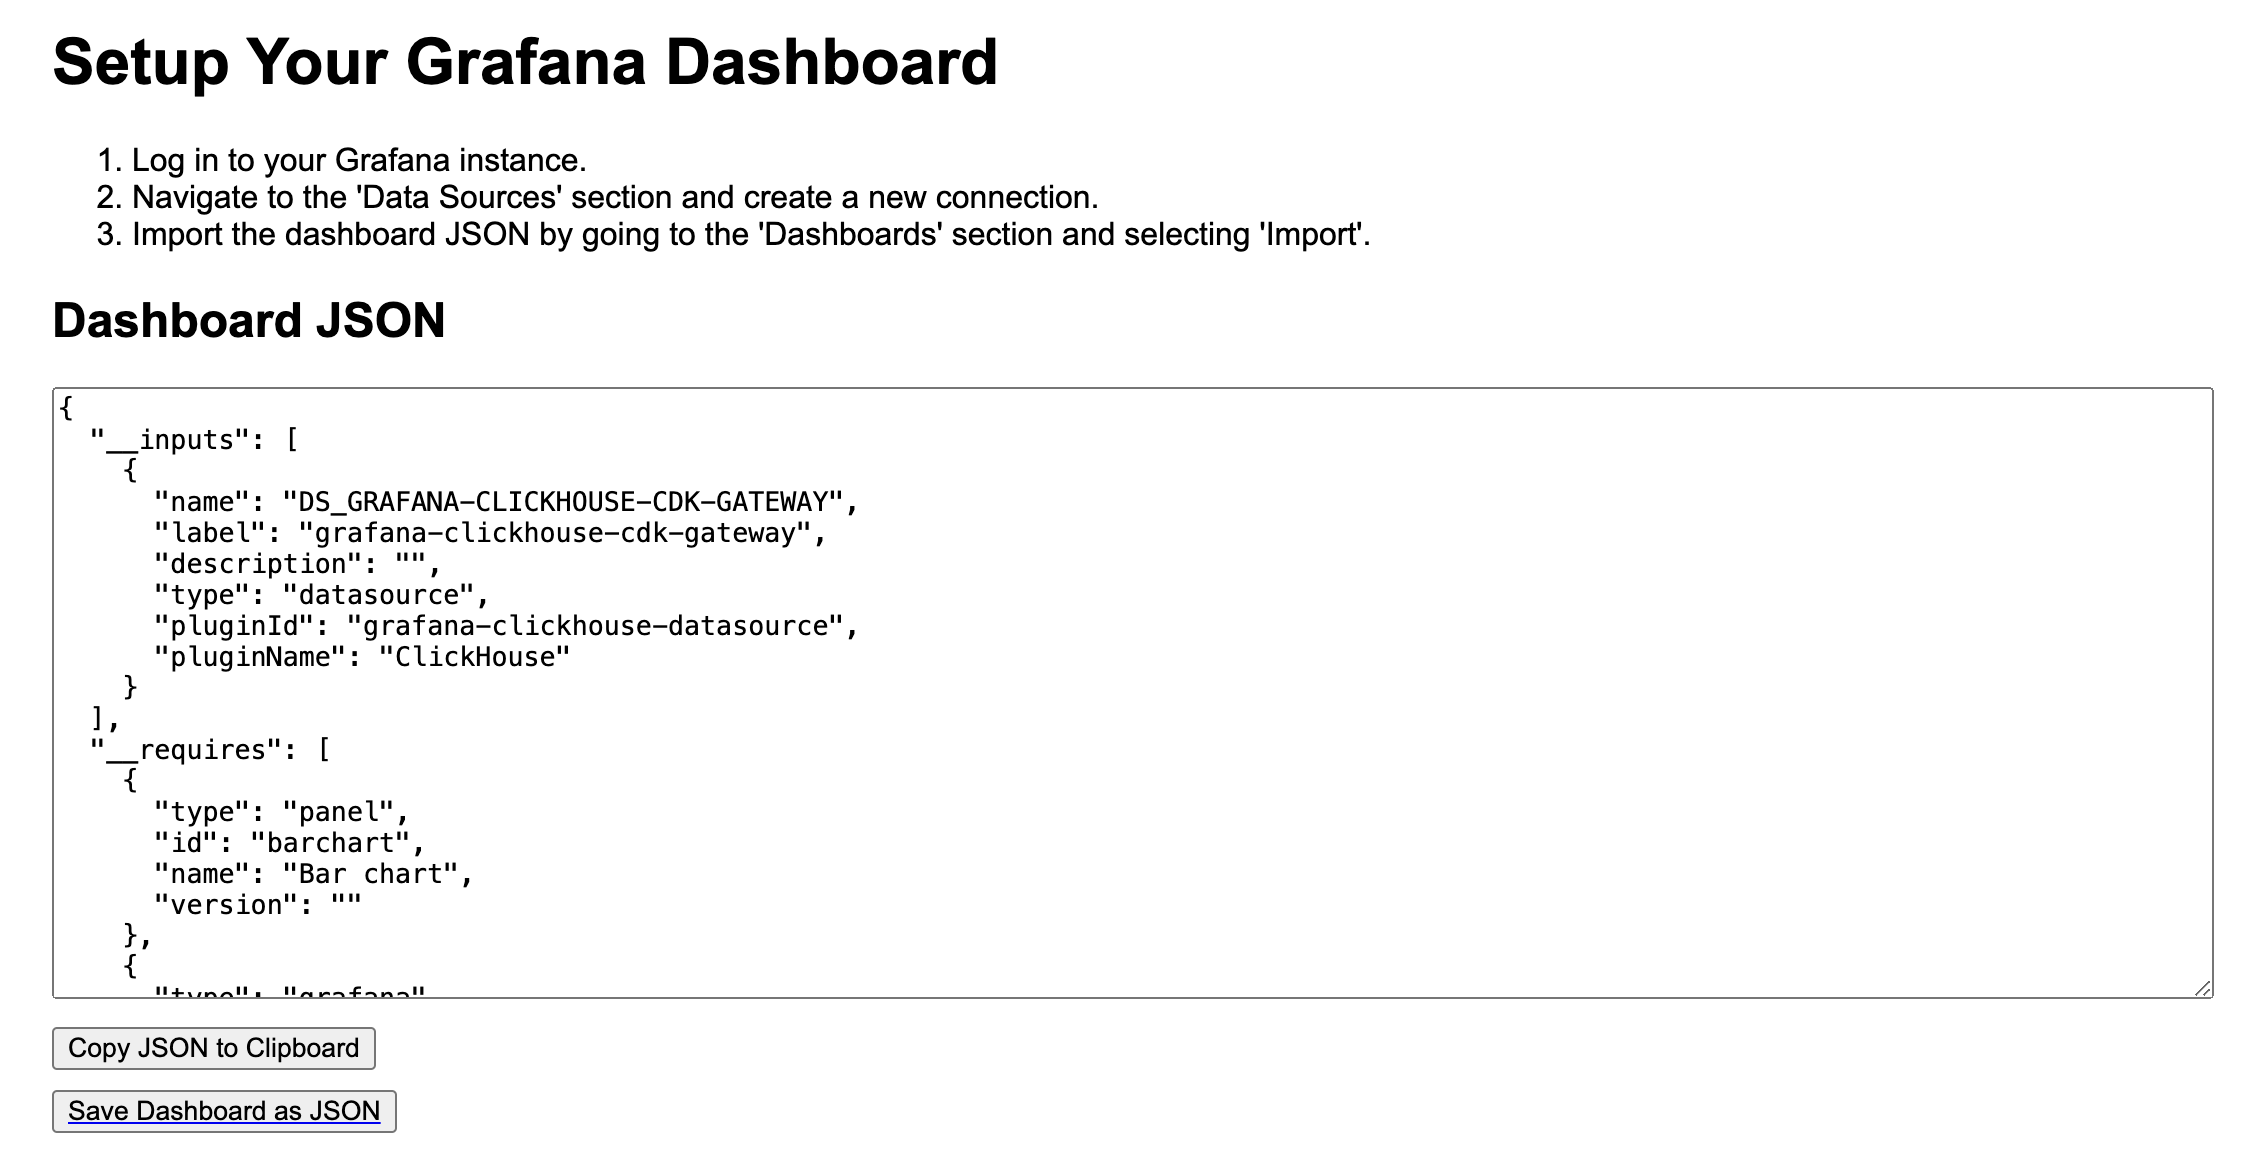 Setup Your Grafana Dashboard
1. Log in to your Grafana instance.
2. Navigate to the 'Data Sources' section and create a new connection.
3. Import the dashboard JSON by going to the 'Dashboards' section and selecting 'Import'.
Dashboard JSON
{
  "__inputs": [
    {
      "name": "DS_GRAFANA-CLICKHOUSE-CDK-GATEWAY",
      "label": "grafana-clickhouse-cdk-gateway",
      "description": "",
      "type": "datasource",
      "pluginId": "grafana-clickhouse-datasource",
      "pluginName": "ClickHouse"
    }
  ],
  "__requires": [
    {
      "type": "panel",
      "id": "barchart",
      "name": "Bar chart",
      "version": ""
    },
    {
      "type": "grafana"
Copy JSON to Clipboard
Save Dashboard as JSON